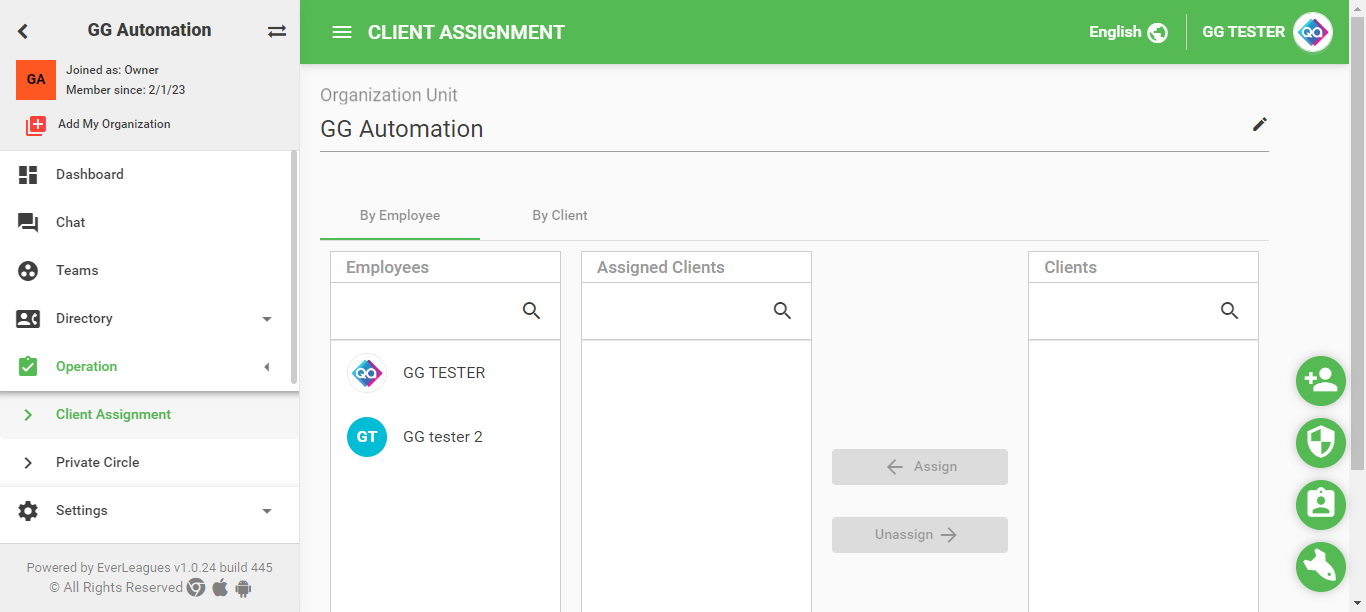 GG Automation
GA
Joined as: Owner
Member since: 2/1/23
Add My Organization
Dashboard
Chat
Teams
Directory
Operation
Client Assignment
Private Circle
Settings
Powered by EverLeagues v1.0.24 build 445
© All Rights Reserved
CLIENT ASSIGNMENT
English
GG TESTER
QA
Organization Unit
GG Automation
By Employee
By Client
Employees
Assigned Clients
Clients
QA
GG TESTER
GT
GG tester 2
Assign
Unassign